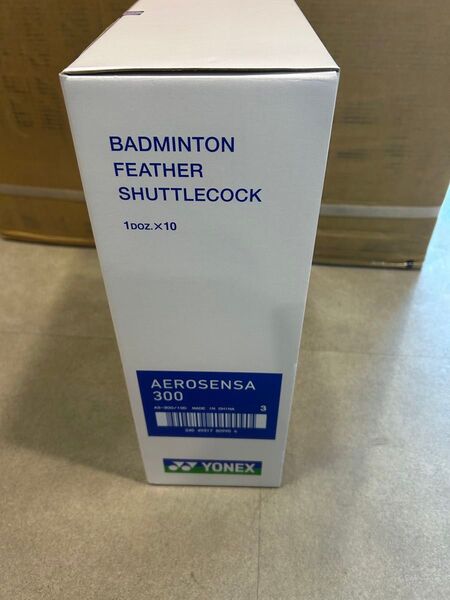 BADMINTON
FEATHER
SHUTTLECOCK
1DOZ.×10
AEROSENSA
300
MADE IN CHINA 3
YONEX